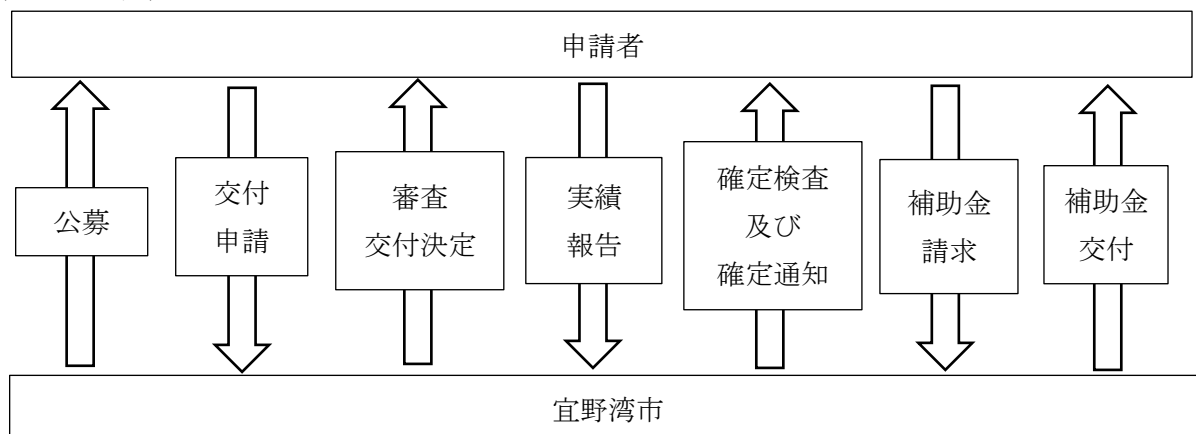 申請者
公募
交付
申請
審査
交付決定
実績
報告
確定検査
及び
確定通知
補助金
請求
補助金
交付
宜野湾市